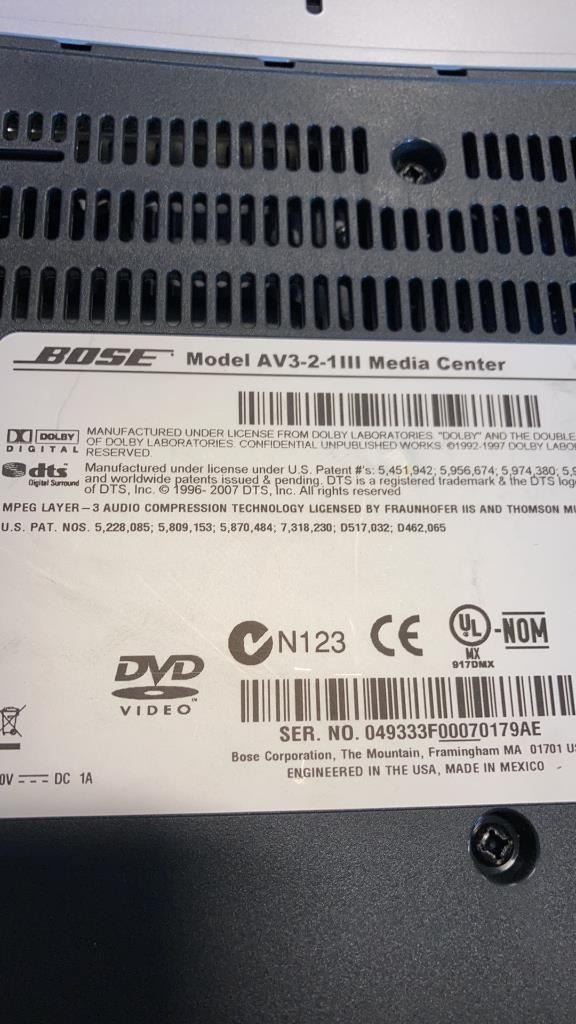 BOSE Model AV3-2-1III Media Center
DOLBY
DIGITAL
MANUFACTURED UNDER LICENSE FROM DOLBY LABORATORIES. "DOLBY" AND THE DOUBLE
OF DOLBY LABORATORIES. CONFIDENTIAL UNPUBLISHED WORKS. ©1992-1997 DOLBY LABO
RESERVED.
dts
Digital Surround
Manufactured under license under U.S. Patent #'s: 5,451,942; 5,956,674; 5,974,380; 5,9
and worldwide patents issued & pending. DTS is a registered trademark & the DTS logo
of DTS, Inc. © 1996- 2007 DTS, Inc. All rights reserved
MPEG LAYER-3 AUDIO COMPRESSION TECHNOLOGY LICENSED BY FRAUNHOFER IIS AND THOMSON MU
U.S. PAT. NOS. 5,228,085; 5,809,153; 5,870,484; 7,318,230; D517,032; D462,065
N123 CE UL -NOM
MX
917DMX
DVD
VIDEO
SER. NO. 049333F00070179AE
Bose Corporation, The Mountain, Framingham MA 01701 US
0V DC 1A
ENGINEERED IN THE USA, MADE IN MEXICO